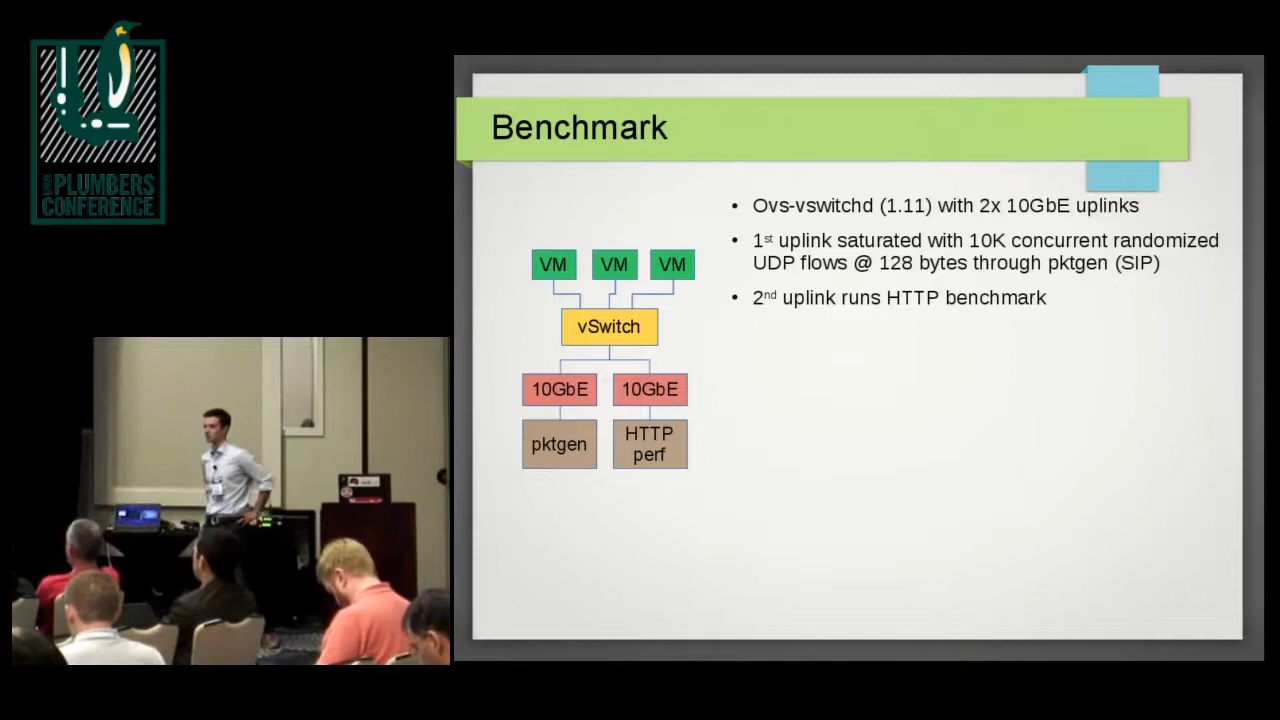 LINUX PLUMBERS
CONFERENCE
Benchmark
• Ovs-vswitchd (1.11) with 2x 10GbE uplinks
• 1st uplink saturated with 10K concurrent randomized
UDP flows @ 128 bytes through pktgen (SIP)
• 2nd uplink runs HTTP benchmark
VM VM VM
vSwitch
10GbE 10GbE
pktgen
HTTP
perf